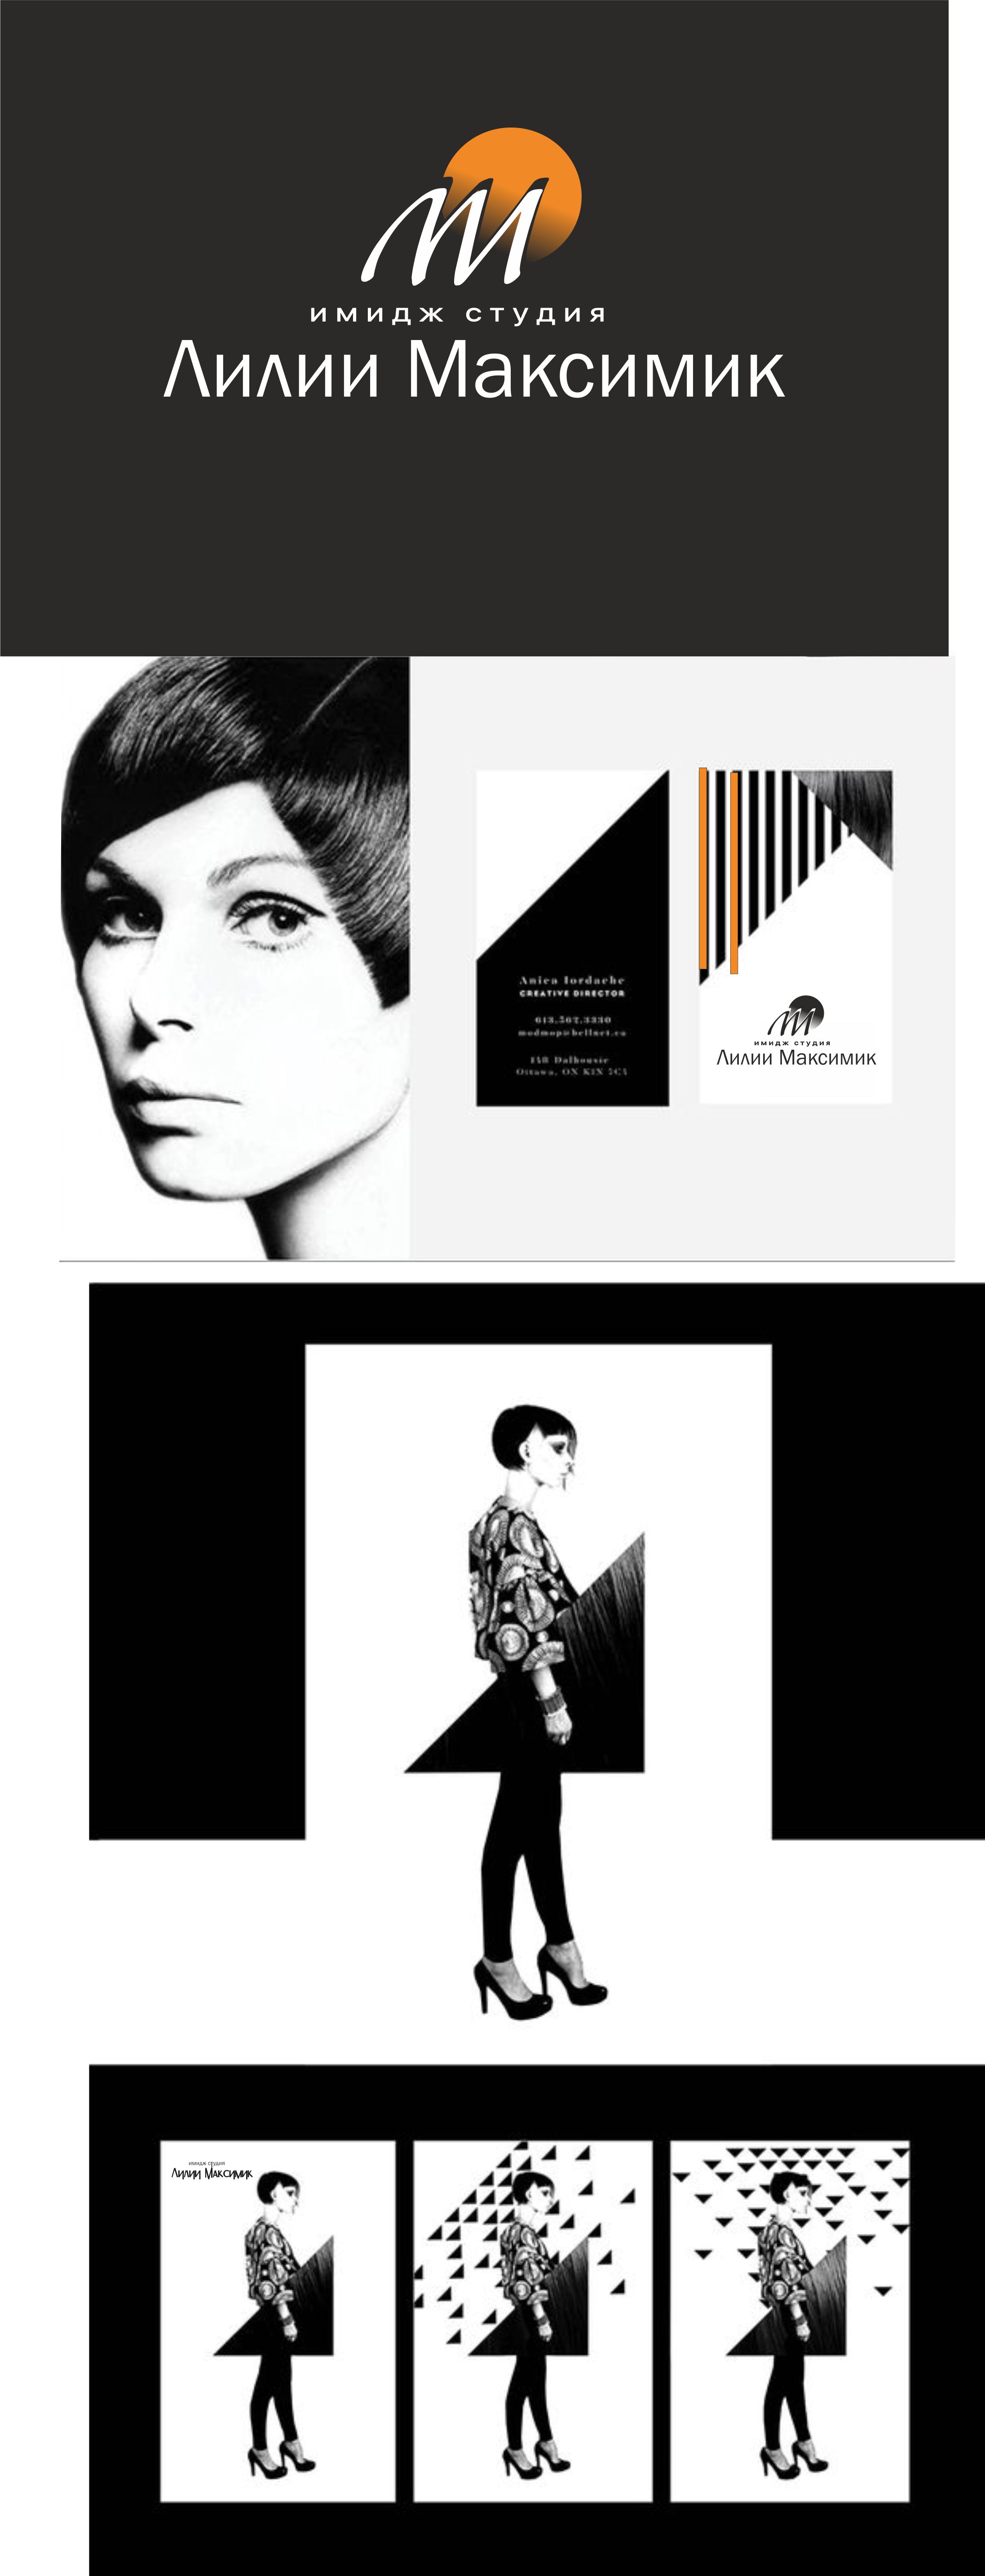 имидж студия
Лилии Максимик
Anica Iordache
CREATIVE DIRECTOR
613.562.3330
modmop@bellnet.ca
148 Dalhousie
Ottawa, ON K1N 7C4
имидж студия
Лилии Максимик
имидж студия
Лилии Максимик